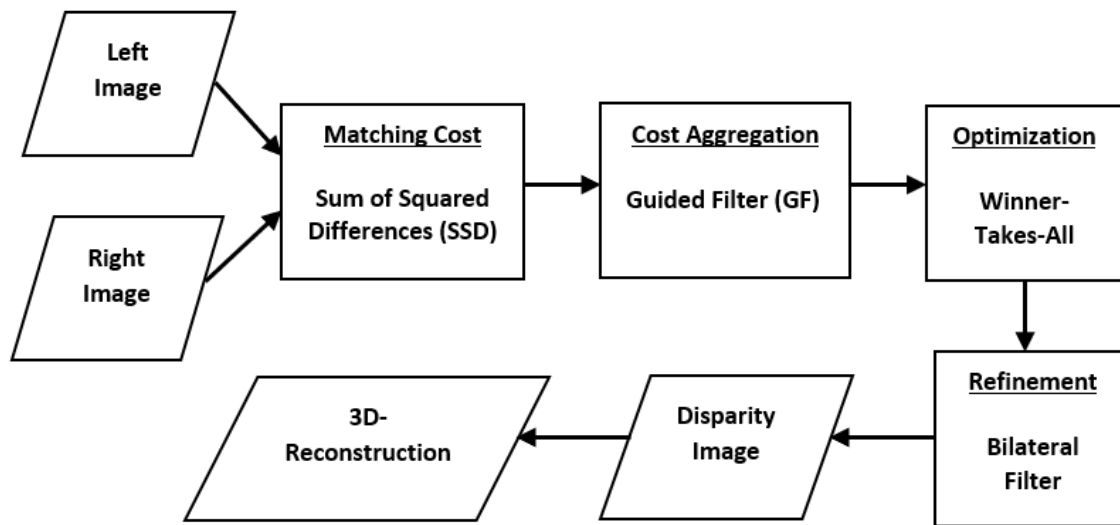 Left
Image
Right
Image
Matching Cost
Sum of Squared
Differences (SSD)
Cost Aggregation
Guided Filter (GF)
Optimization
Winner-
Takes-All
Refinement
Bilateral
Filter
Disparity
Image
3D-
Reconstruction